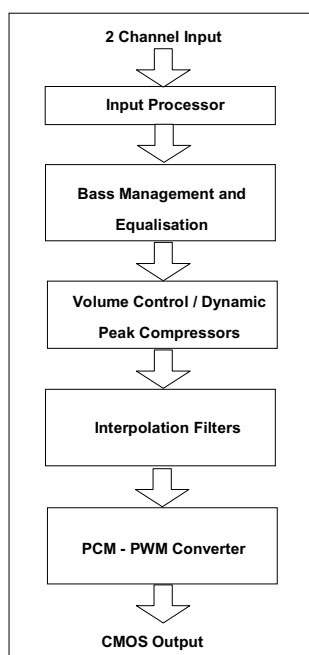 2 Channel Input
Input Processor
Bass Management and
Equalisation
Volume Control / Dynamic
Peak Compressors
Interpolation Filters
PCM - PWM Converter
CMOS Output